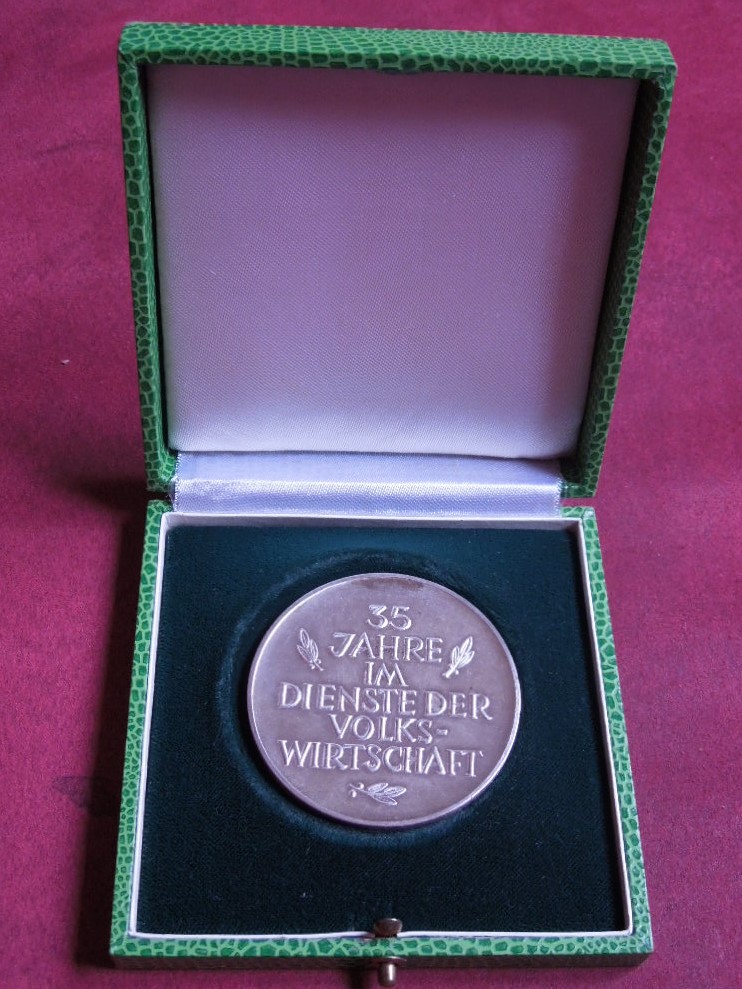 35
JAHRE
IM
DIENSTE DER
VOLKS-
WIRTSCHAFT